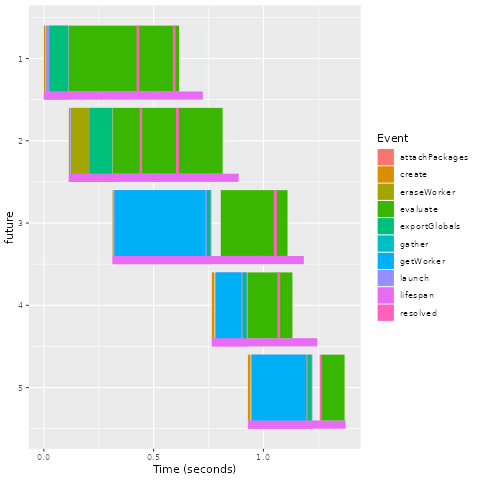 1
2
3
4
5
future
0.0
0.5
1.0
Time (seconds)
Event
attachPackages
create
eraseWorker
evaluate
exportGlobals
gather
getWorker
launch
lifespan
resolved